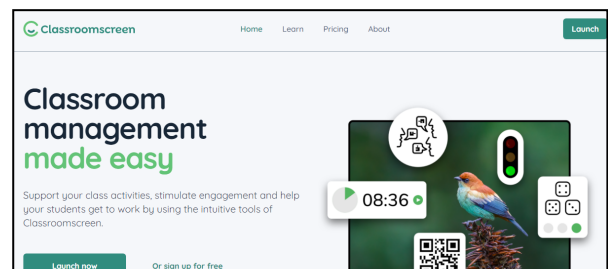 Classroomscreen
Home Learn Pricing About
Launch
Classroom
management
made easy
Support your class activities, stimulate engagement and help
your students get to work by using the intuitive tools of
Classroomscreen.
08:36
Launch now
Or sign up for free